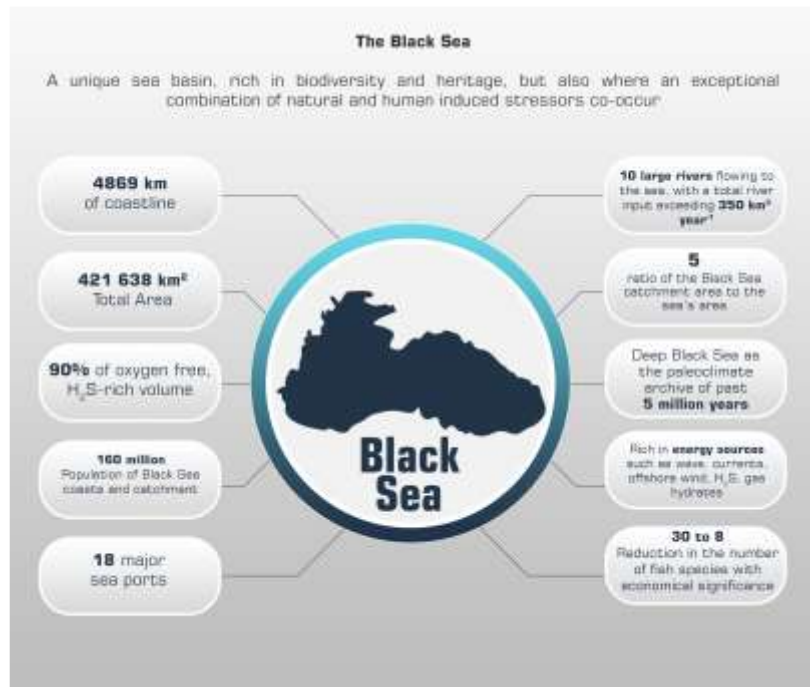 The Black Sea
A unique sea basin, rich in biodiversity and heritage, but also where an exceptional
combination of natural and human induced stressors co-occur
4869 km
of coastline
421 638 km²
Total Area
90% of oxygen free,
H₂S-rich volume
160 million
Population of Black Sea
coasts and catchment
18 major
sea ports
Black
Sea
10 large rivers flowing to
the sea, with a total river
input exceeding 350 km³
year⁻¹
5
ratio of the Black Sea
catchment area to the
sea's area
Deep Black Sea as
the paleoclimate
archive of past
5 million years
Rich in energy sources
such as wave, currents,
offshore wind, H₂S, gas
hydrates
30 to 8
Reduction in the number
of fish species with
economical significance